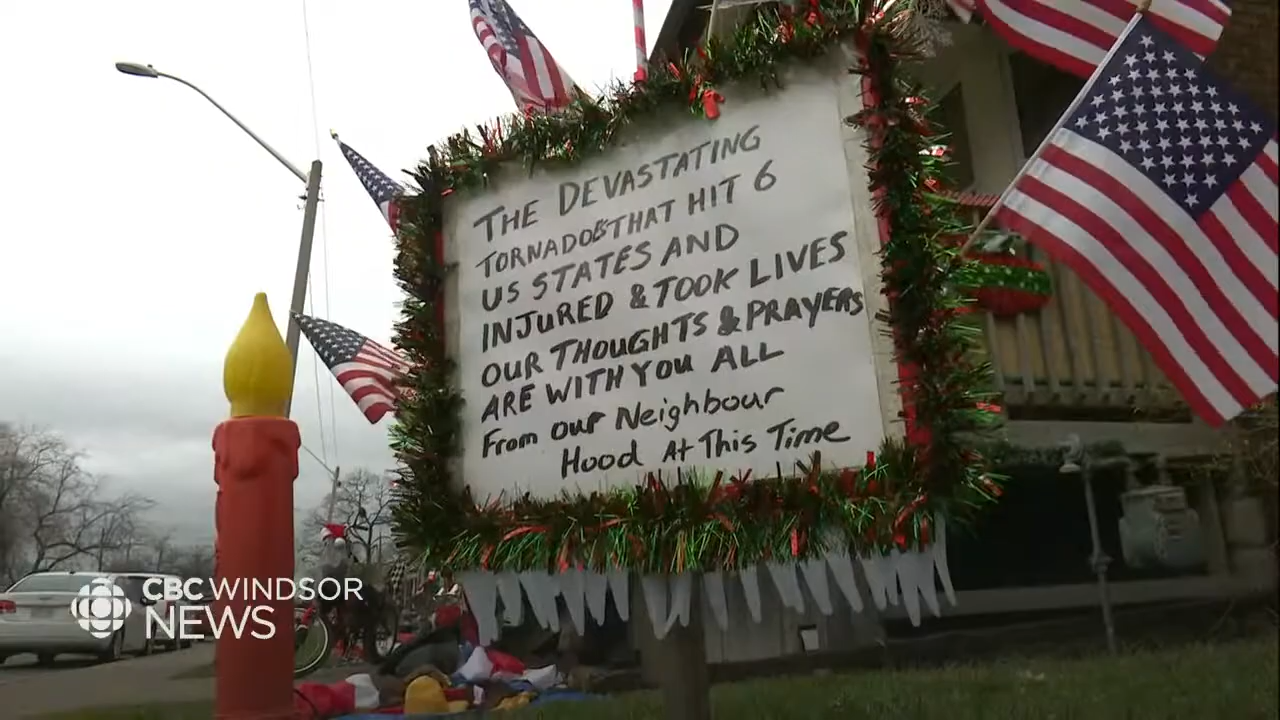 THE DEVASTATING
TORNADOE THAT HIT 6
US STATES AND
INJURED & TOOK LIVES
OUR THOUGHTS & PRAYERS
ARE WITH YOU ALL
From our Neighbour
Hood At This Time
CBC WINDSOR
NEWS